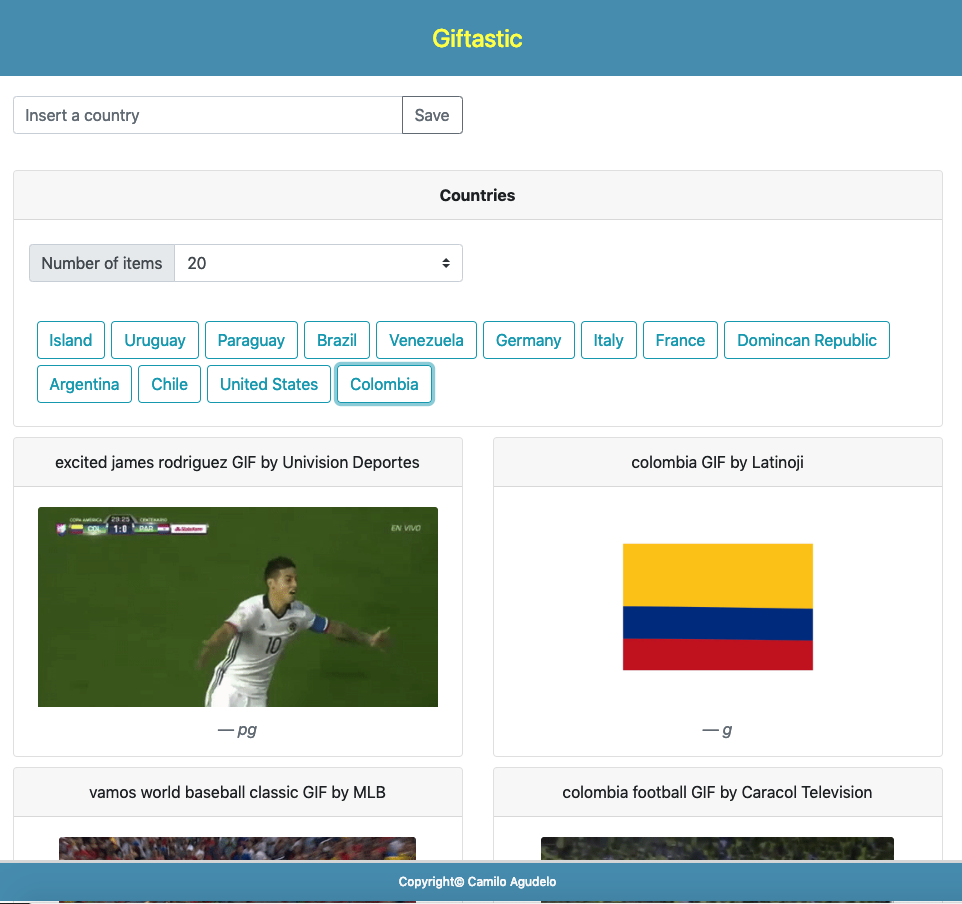 Giftastic
Insert a country
Save
Countries
Number of items
20
Island
Uruguay
Paraguay
Brazil
Venezuela
Germany
Italy
France
Domincan Republic
Argentina
Chile
United States
Colombia
excited james rodriguez GIF by Univision Deportes
colombia GIF by Latinoji
COPA AMERICA 29:25 CENTENARIO
COL 1:0 PAR
EN VIVO
10
— pg
— g
vamos world baseball classic GIF by MLB
colombia football GIF by Caracol Television
Copyright© Camilo Agudelo